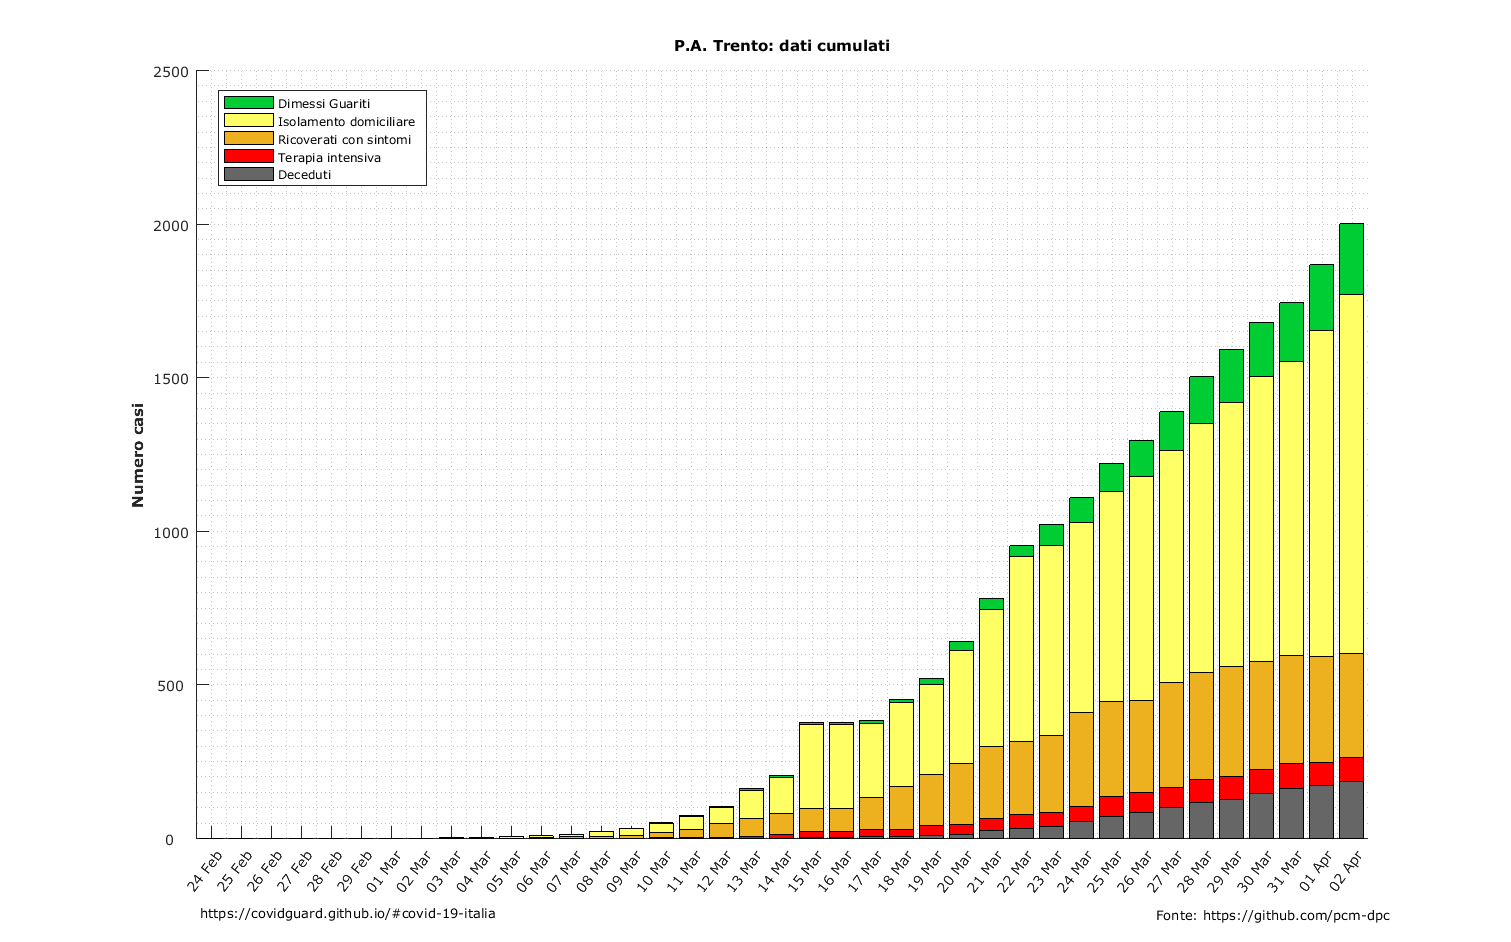 P.A. Trento: dati cumulati
2500
2000
1500
1000
500
0
Numero casi
Dimessi Guariti
Isolamento domiciliare
Ricoverati con sintomi
Terapia intensiva
Deceduti
24 Feb
25 Feb
26 Feb
27 Feb
28 Feb
29 Feb
01 Mar
02 Mar
03 Mar
04 Mar
05 Mar
06 Mar
07 Mar
08 Mar
09 Mar
10 Mar
11 Mar
12 Mar
13 Mar
14 Mar
15 Mar
16 Mar
17 Mar
18 Mar
19 Mar
20 Mar
21 Mar
22 Mar
23 Mar
24 Mar
25 Mar
26 Mar
27 Mar
28 Mar
29 Mar
30 Mar
31 Mar
01 Apr
02 Apr
https://covidguard.github.io/#covid-19-italia
Fonte: https://github.com/pcm-dpc